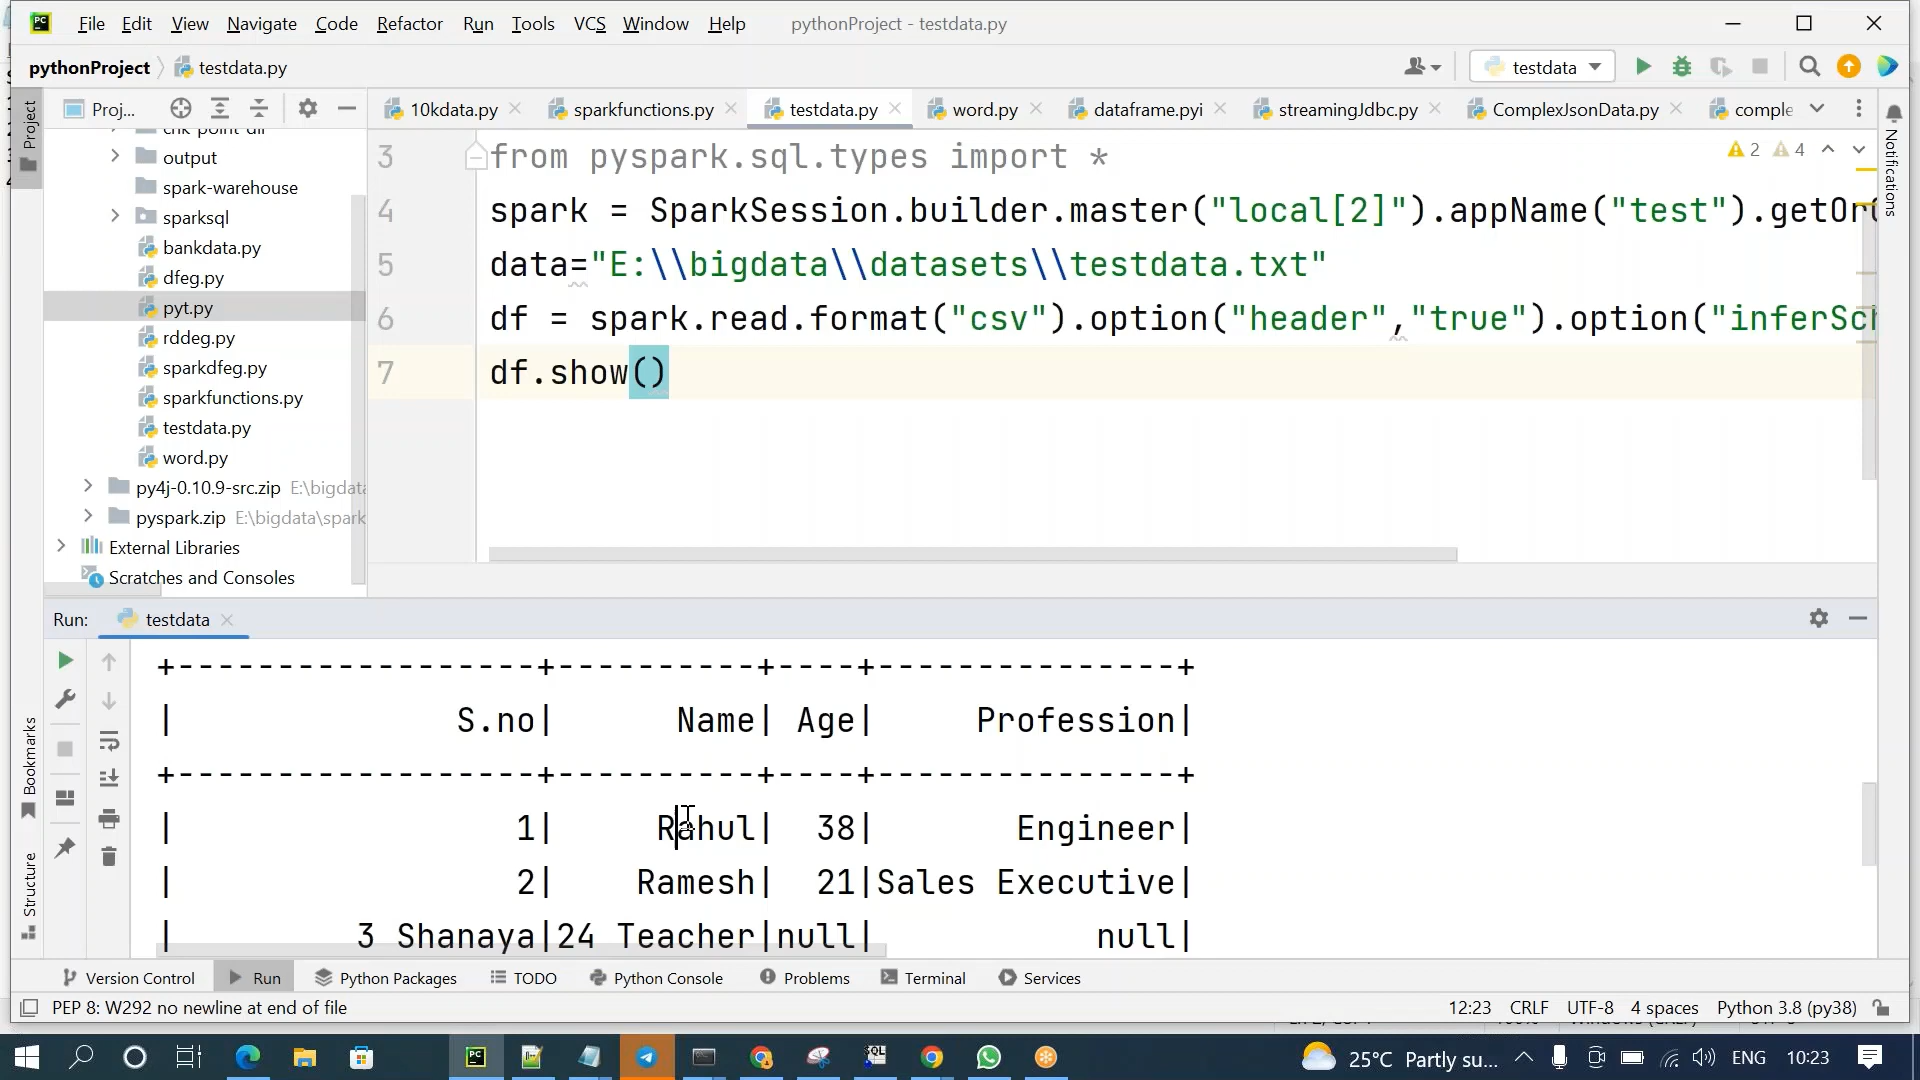 File Edit View Navigate Code Refactor Run Tools VCS Window Help pythonProject - testdata.py
pythonProject testdata.py testdata
Project Proj... 10kdata.py sparkfunctions.py testdata.py word.py dataframe.pyi streamingJdbc.py ComplexJsonData.py comple
output
spark-warehouse
sparksql
bankdata.py
dfeg.py
pyt.py
rddeg.py
sparkdfeg.py
sparkfunctions.py
testdata.py
word.py
py4j-0.10.9-src.zip E:\bigdata
pyspark.zip E:\bigdata\spark
External Libraries
Scratches and Consoles
3 from pyspark.sql.types import *
4 spark = SparkSession.builder.master("local[2]").appName("test").getOr
5 data="E:\\bigdata\\datasets\\testdata.txt"
6 df = spark.read.format("csv").option("header","true").option("inferSch
7 df.show()
2 4
Notifications
Run: testdata
+------------------+----------+----+---------------+
| S.no| Name| Age| Profession|
+------------------+----------+----+---------------+
| 1| Rahul| 38| Engineer|
| 2| Ramesh| 21|Sales Executive|
| 3 Shanaya|24 Teacher|null| null|
Bookmarks
Structure
Version Control Run Python Packages TODO Python Console Problems Terminal Services
PEP 8: W292 no newline at end of file 12:23 CRLF UTF-8 4 spaces Python 3.8 (py38)
25°C Partly su... ENG 10:23